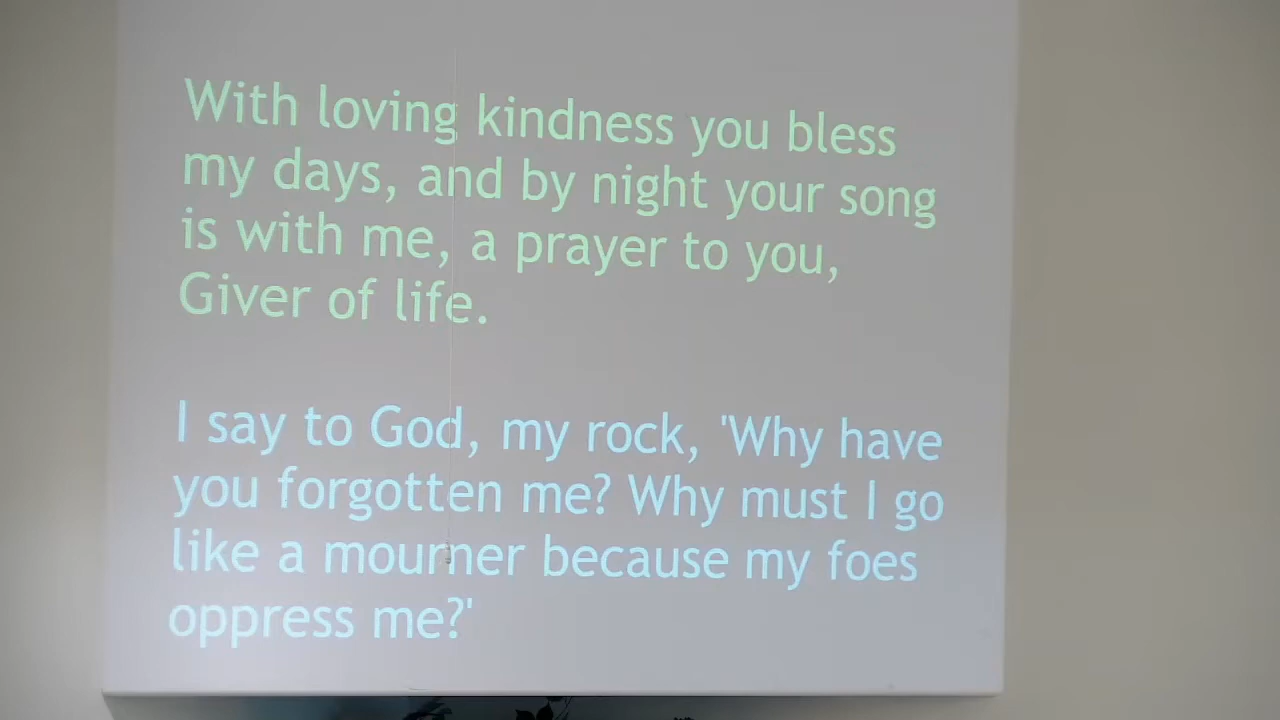 With loving kindness you bless
my days, and by night your song
is with me, a prayer to you,
Giver of life.
I say to God, my rock, 'Why have
you forgotten me? Why must I go
like a mourner because my foes
oppress me?'